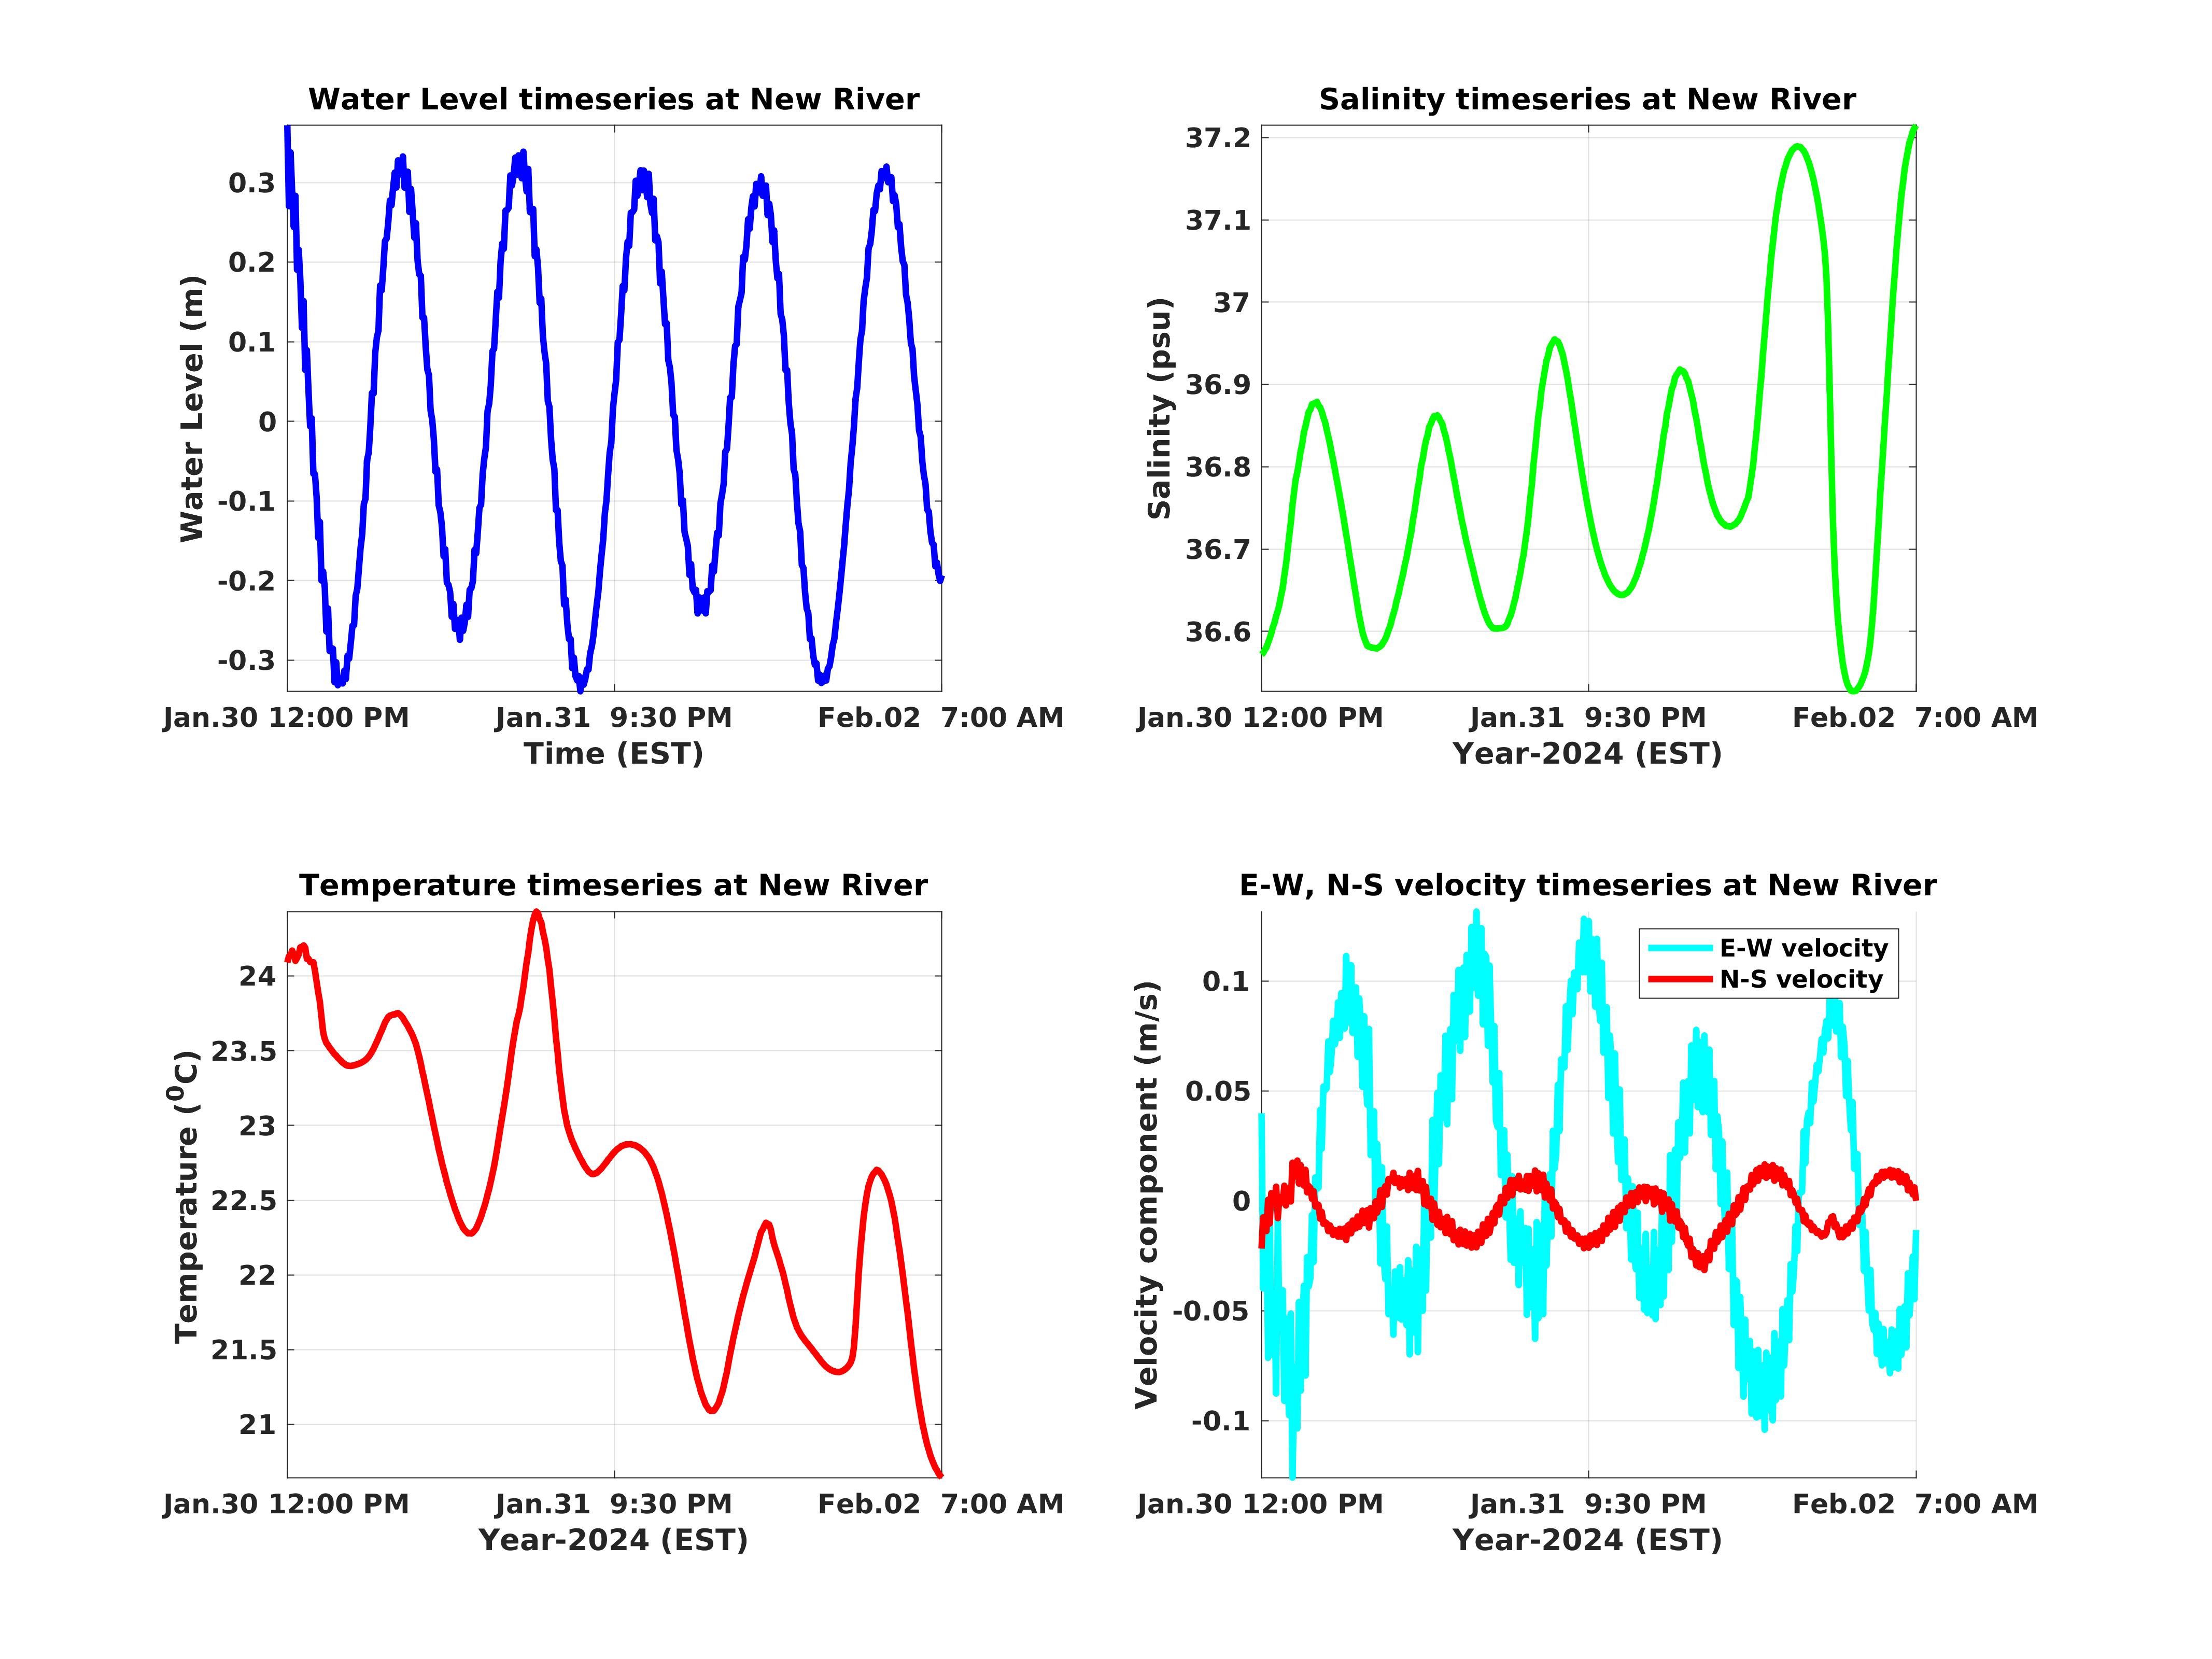 Water Level timeseries at New River
0.3
0.2
0.1
0
-0.1
-0.2
-0.3
Water Level (m)
Jan.30 12:00 PM
Jan.31  9:30 PM
Feb.02  7:00 AM
Time (EST)
Salinity timeseries at New River
37.2
37.1
37
36.9
36.8
36.7
36.6
Salinity (psu)
Jan.30 12:00 PM
Jan.31  9:30 PM
Feb.02  7:00 AM
Year-2024 (EST)
Temperature timeseries at New River
24
23.5
23
22.5
22
21.5
21
Temperature (⁰C)
Jan.30 12:00 PM
Jan.31  9:30 PM
Feb.02  7:00 AM
Year-2024 (EST)
E-W, N-S velocity timeseries at New River
E-W velocity
N-S velocity
0.1
0.05
0
-0.05
-0.1
Velocity component (m/s)
Jan.30 12:00 PM
Jan.31  9:30 PM
Feb.02  7:00 AM
Year-2024 (EST)